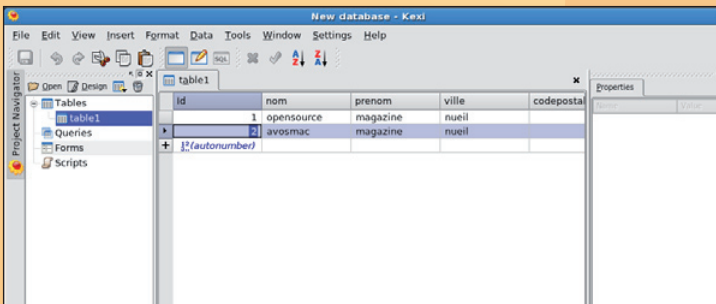 New database - Kexi
File Edit View Insert Format Data Tools Window Settings Help
SQL
Project Navigator
Open Design
Tables
table1
Queries
Forms
Scripts
table1
Id nom prenom ville codepostal
1 opensource magazine nueil
2 avosmac magazine nueil
(autonumber)
Properties
Name Value